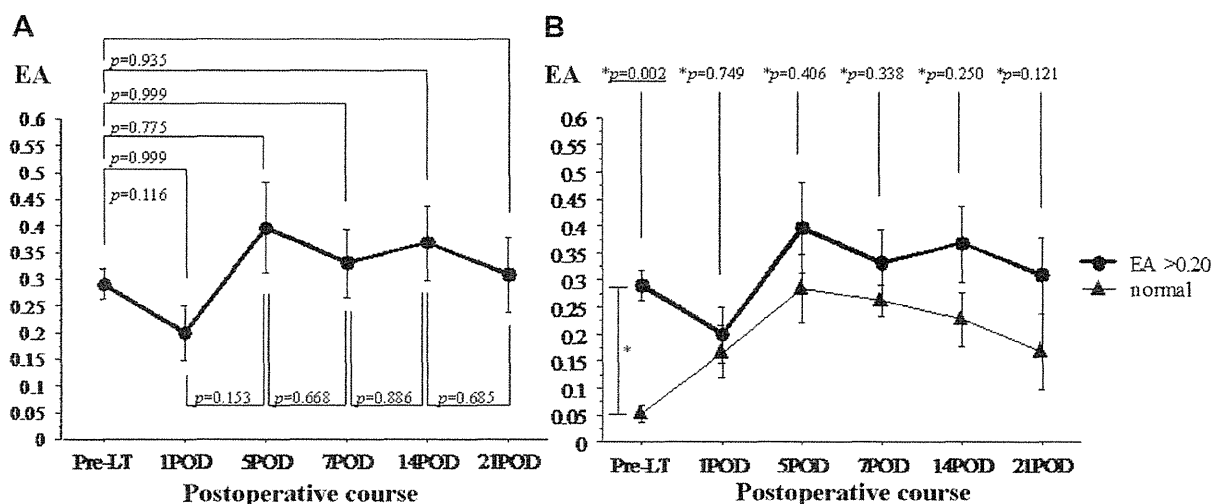 A
EA
p=0.935
p=0.999
p=0.775
p=0.999
p=0.116
0.6
0.55
0.5
0.45
0.4
0.35
0.3
0.25
0.2
0.15
0.1
0.05
0
p=0.153
p=0.668
p=0.886
p=0.685
Pre-LT 1POD 5POD 7POD 14POD 21POD
Postoperative course
B
EA
*p=0.002 *p=0.749 *p=0.406 *p=0.338 *p=0.250 *p=0.121
0.6
0.55
0.5
0.45
0.4
0.35
0.3
0.25
0.2
0.15
0.1
0.05
0
*
Pre-LT 1POD 5POD 7POD 14POD 21POD
Postoperative course
EA >0.20
normal